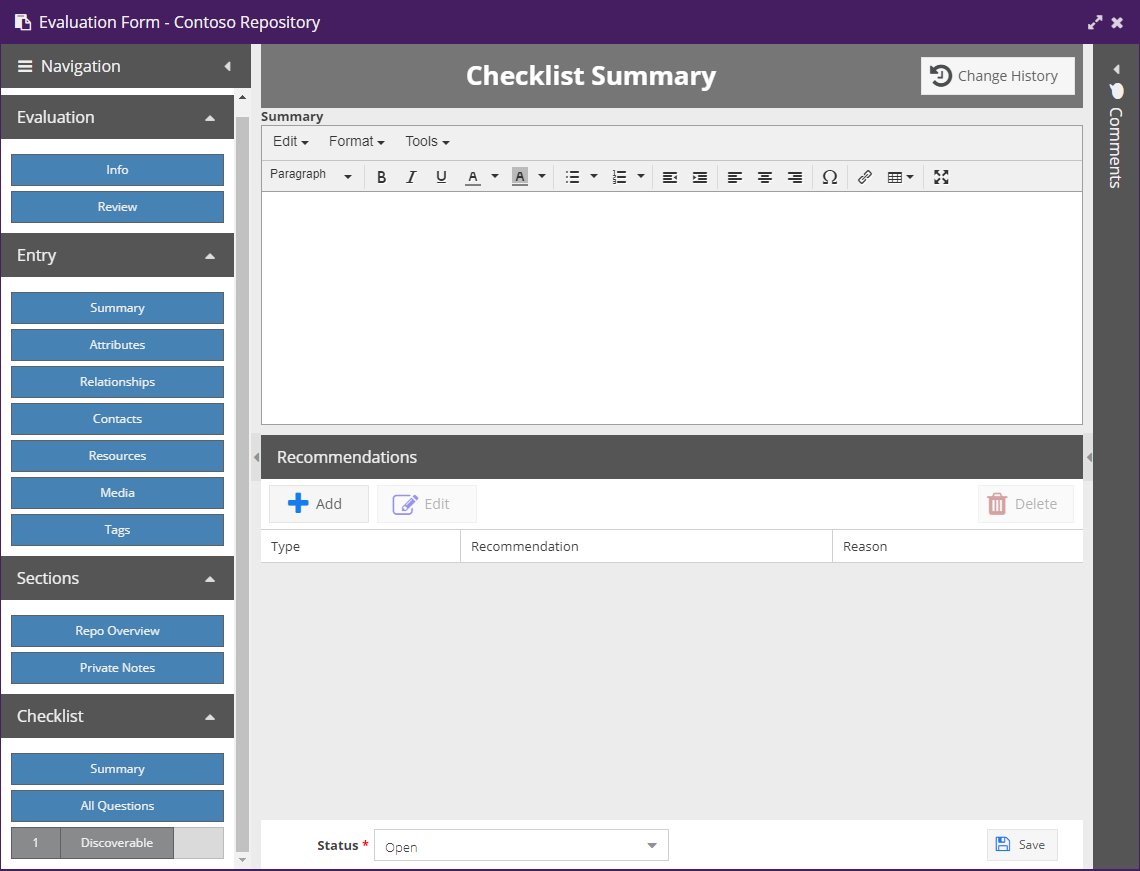 Evaluation Form - Contoso Repository
Navigation
Evaluation
Info
Review
Entry
Summary
Attributes
Relationships
Contacts
Resources
Media
Tags
Sections
Repo Overview
Private Notes
Checklist
Summary
All Questions
1 Discoverable
Checklist Summary
Change History
Summary
Edit Format Tools
Paragraph B I U A A Ω
Recommendations
Add Edit Delete
Type Recommendation Reason
Status * Open Save
Comments